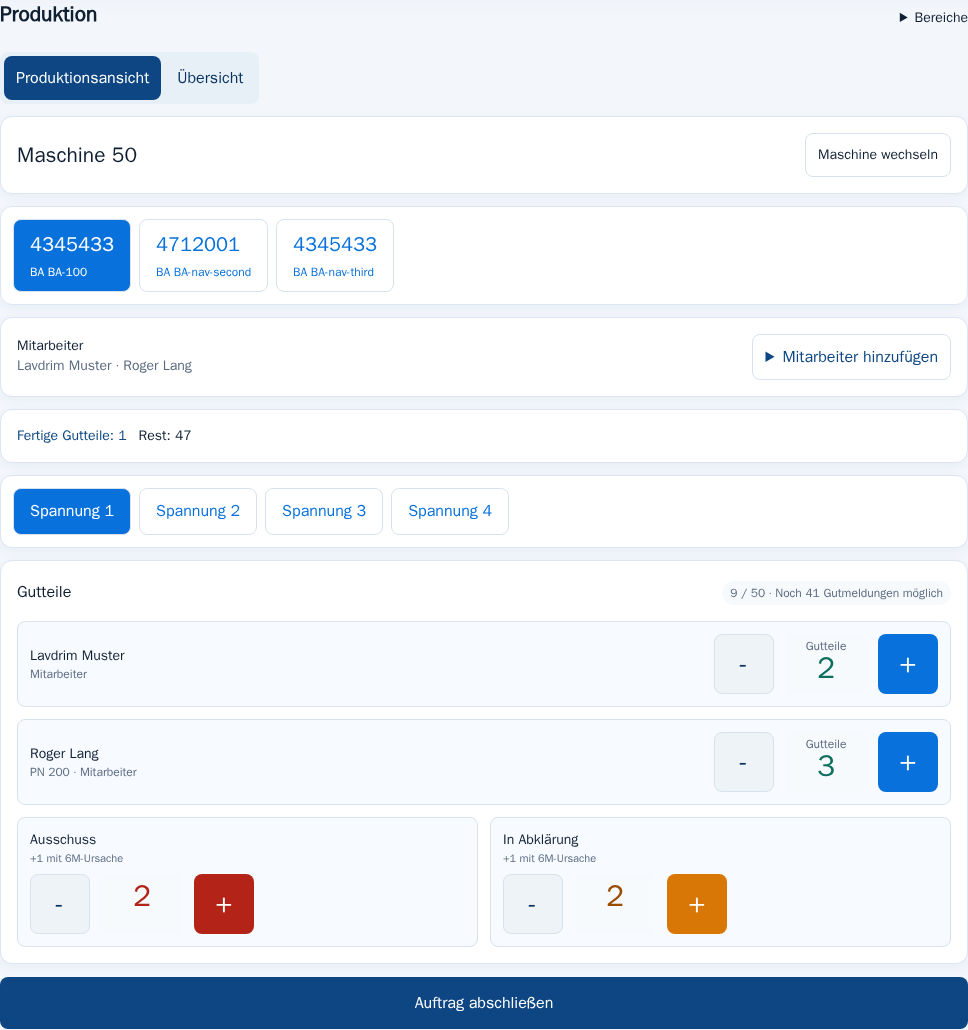 Produktion
▶ Bereiche
Produktionsansicht Übersicht
Maschine 50
Maschine wechseln
4345433 4712001 4345433
BA BA-100 BA BA-nav-second BA BA-nav-third
Mitarbeiter
Lavdrim Muster · Roger Lang
▶ Mitarbeiter hinzufügen
Fertige Gutteile: 1 Rest: 47
Spannung 1 Spannung 2 Spannung 3 Spannung 4
Gutteile
9 / 50 · Noch 41 Gutmeldungen möglich
Lavdrim Muster
Mitarbeiter
-
Gutteile
2
+
Roger Lang
PN 200 · Mitarbeiter
-
Gutteile
3
+
Ausschuss
+1 mit 6M-Ursache
- 2 +
In Abklärung
+1 mit 6M-Ursache
- 2 +
Auftrag abschließen